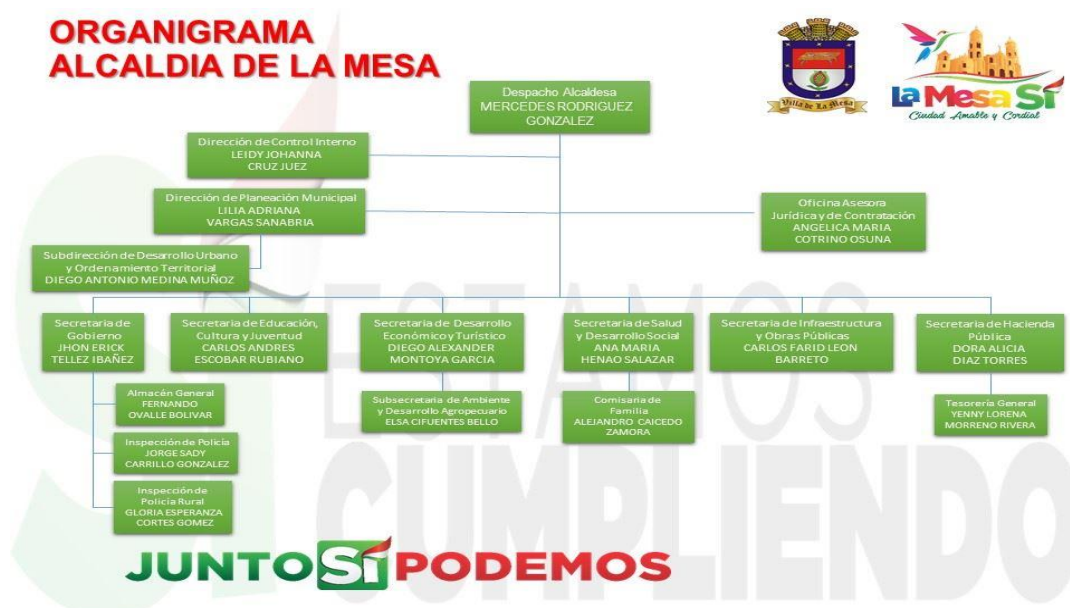 ORGANIGRAMA
ALCALDIA DE LA MESA
Villa de La Mesa
La Mesa Sí
Ciudad Amable y Cordial
Despacho Alcaldesa
MERCEDES RODRIGUEZ
GONZALEZ
Dirección de Control Interno
LEIDY JOHANNA
CRUZ JUEZ
Dirección de Planeación Municipal
LILIA ADRIANA
VARGAS SANABRIA
Oficina Asesora
Jurídica y de Contratación
ANGELICA MARIA
COTRINO OSUNA
Subdirección de Desarrollo Urbano
y Ordenamiento Territorial
DIEGO ANTONIO MEDINA MUÑOZ
Secretaria de
Gobierno
JHON ERICK
TELLEZ IBAÑEZ
Secretaria de Educación,
Cultura y Juventud
CARLOS ANDRES
ESCOBAR RUBIANO
Secretaria de Desarrollo
Económico y Turístico
DIEGO ALEXANDER
MONTOYA GARCIA
Secretaria de Salud
y Desarrollo Social
ANA MARIA
HENAO SALAZAR
Secretaria de Infraestructura
y Obras Públicas
CARLOS FARID LEON
BARRETO
Secretaria de Hacienda
Pública
DORA ALICIA
DIAZ TORRES
Almacén General
FERNANDO
OVALLE BOLIVAR
Inspección de Policía
JORGE SADY
CARRILLO GONZALEZ
Inspección de
Policía Rural
GLORIA ESPERANZA
CORTES GOMEZ
Subsecretaria de Ambiente
y Desarrollo Agropecuario
ELSA CIFUENTES BELLO
Comisaria de
Familia
ALEJANDRO CAICEDO
ZAMORA
Tesorería General
YENNY LORENA
MORRENO RIVERA
SÍ ESTAMOS
CUMPLIENDO
JUNTO SÍ PODEMOS